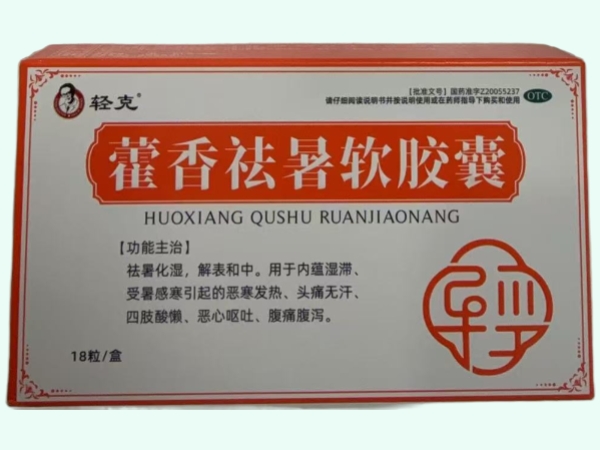 轻克®
【批准文号】国药准字Z20055237
请仔细阅读说明书并按说明使用或在药师指导下购买和使用
OTC
藿香祛暑软胶囊
HUOXIANG QUSHU RUANJIAONANG
【功能主治】
祛暑化湿，解表和中。用于内蕴湿滞、
受暑感寒引起的恶寒发热、头痛无汗、
四肢酸懒、恶心呕吐、腹痛腹泻。
18粒/盒